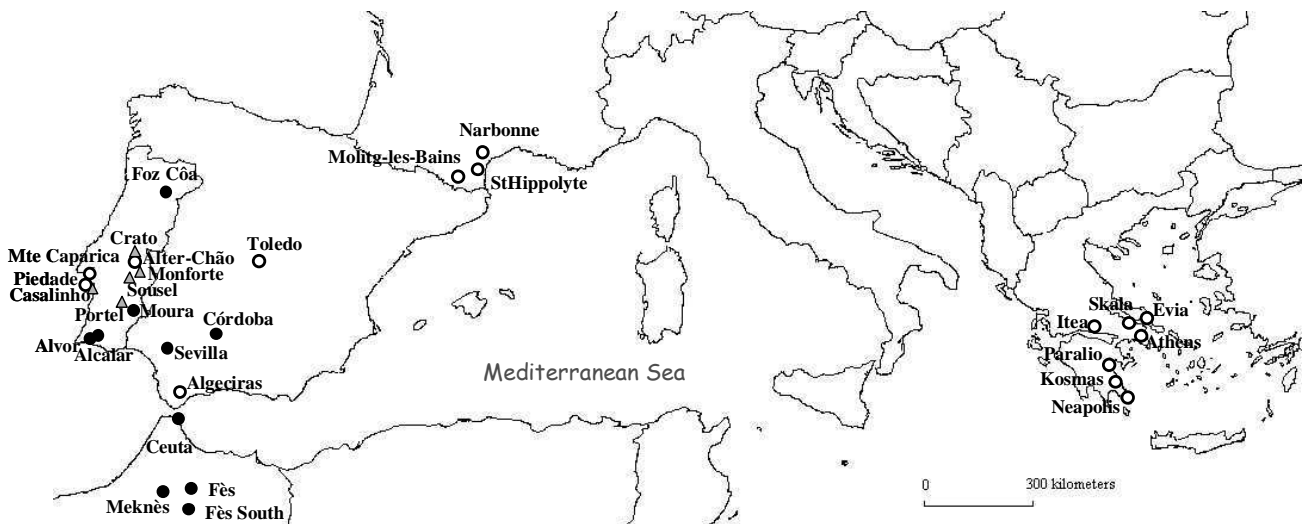 Narbonne
Molitg-les-Bains
StHippolyte
Foz Côa
Crato
Mte Caparica
Alter-Chão
Toledo
Piedade
Monforte
Casalinho
Sousel
Portel
Moura
Córdoba
Alvor
Alcalar
Sevilla
Algeciras
Mediterranean Sea
Ceuta
Meknès
Fès
Fès South
Skala
Evia
Itea
Athens
Paralio
Kosmas
Neapolis
0 300 kilometers